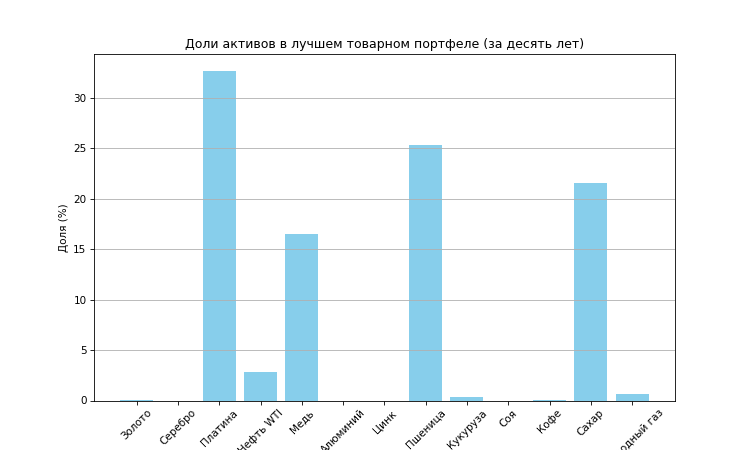 Доли активов в лучшем товарном портфеле (за десять лет)
Доля (%)
30
25
20
15
10
5
0
Золото
Серебро
Платина
Нефть WTI
Медь
Алюминий
Цинк
Пшеница
Кукуруза
Соя
Кофе
Сахар
газ